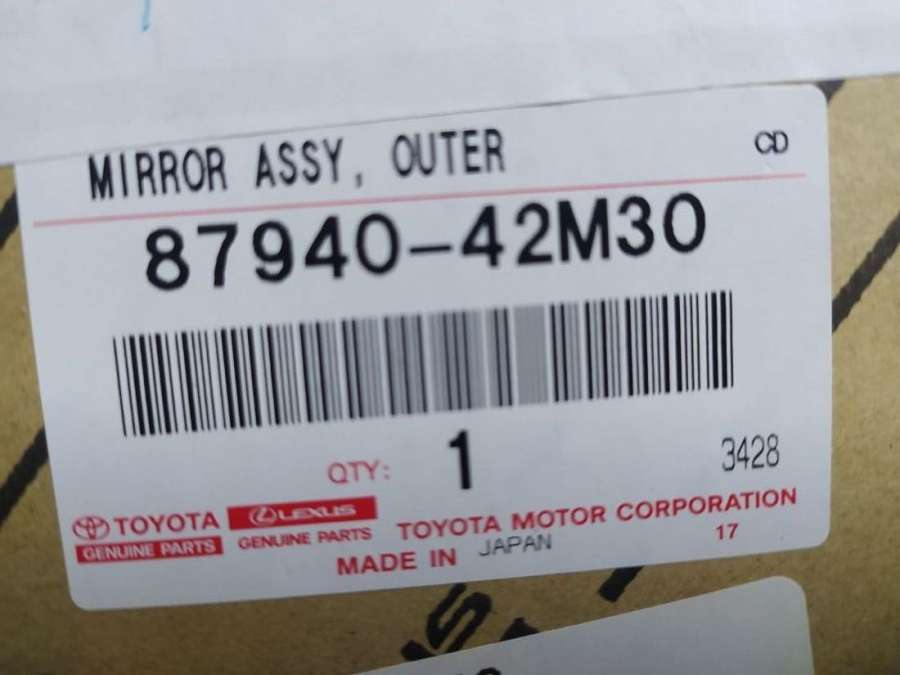 MIRROR ASSY, OUTER
CD
87940-42M30
QTY: 1
3428
TOYOTA
GENUINE PARTS
LEXUS
GENUINE PARTS
TOYOTA MOTOR CORPORATION
MADE IN JAPAN
17